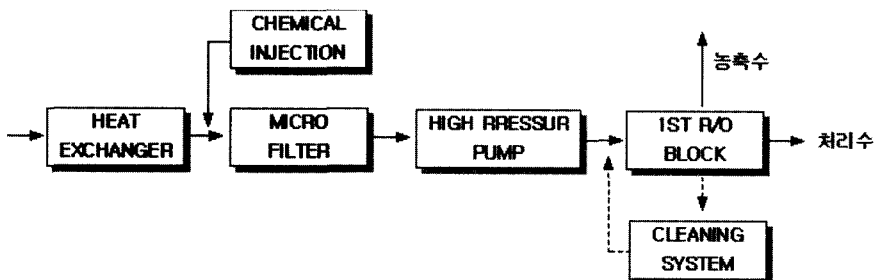 CHEMICAL
INJECTION
농축수
HEAT
EXCHANGER
MICRO
FILTER
HIGH RRESSUR
PUMP
1ST R/O
BLOCK
처리수
CLEANING
SYSTEM